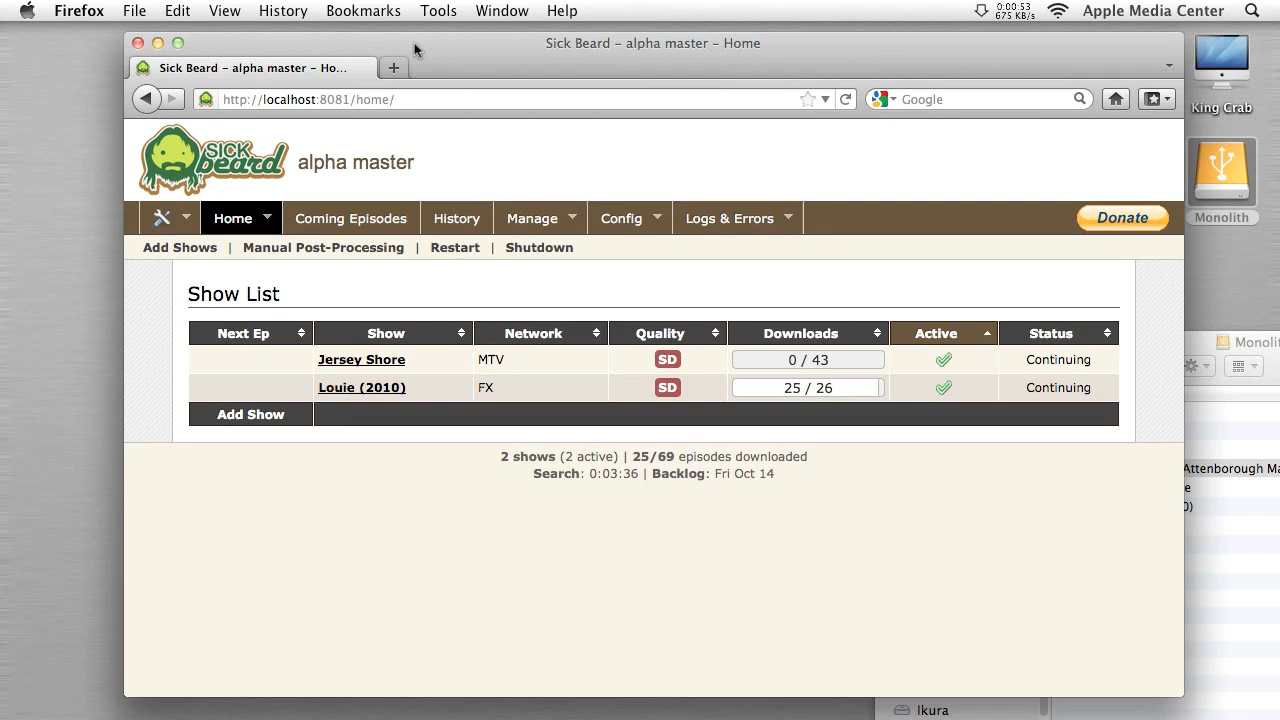 Firefox File Edit View History Bookmarks Tools Window Help 0:00:53 675 KB/s Apple Media Center
Sick Beard – alpha master – Home
Sick Beard – alpha master – Ho...
http://localhost:8081/home/ Google
King Crab
SICK beard alpha master
Monolith
Home Coming Episodes History Manage Config Logs & Errors Donate
Add Shows | Manual Post-Processing | Restart | Shutdown
Show List
Next Ep Show Network Quality Downloads Active Status
Monolith
Jersey Shore MTV SD 0 / 43 Continuing
Louie (2010) FX SD 25 / 26 Continuing
Add Show
2 shows (2 active) | 25/69 episodes downloaded
Search: 0:03:36 | Backlog: Fri Oct 14
Attenborough Ma
e
0)
Ikura